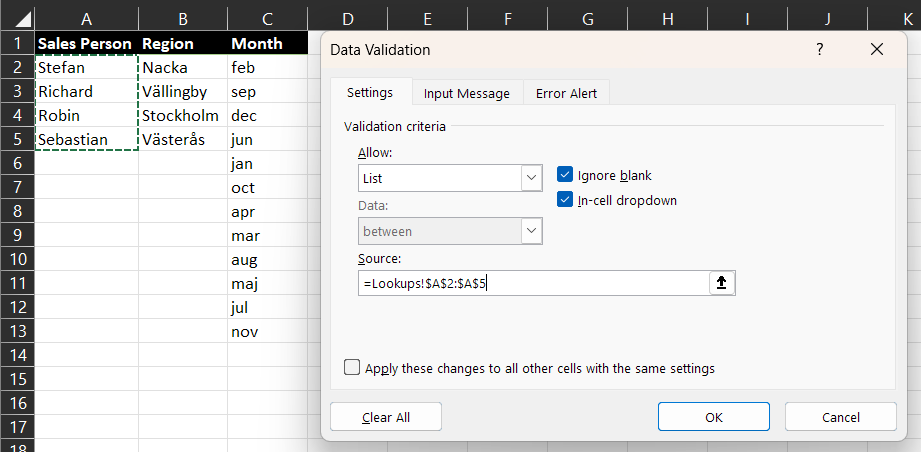 A B C D E F G H I J K
1 Sales Person Region Month
2 Stefan Nacka feb
3 Richard Vällingby sep
4 Robin Stockholm dec
5 Sebastian Västerås jun
6 jan
7 oct
8 apr
9 mar
10 aug
11 maj
12 jul
13 nov
14
15
16
17
18
Data Validation ? ×
Settings Input Message Error Alert
Validation criteria
Allow:
List
Ignore blank
In-cell dropdown
Data:
between
Source:
=Lookups!$A$2:$A$5
Apply these changes to all other cells with the same settings
Clear All OK Cancel